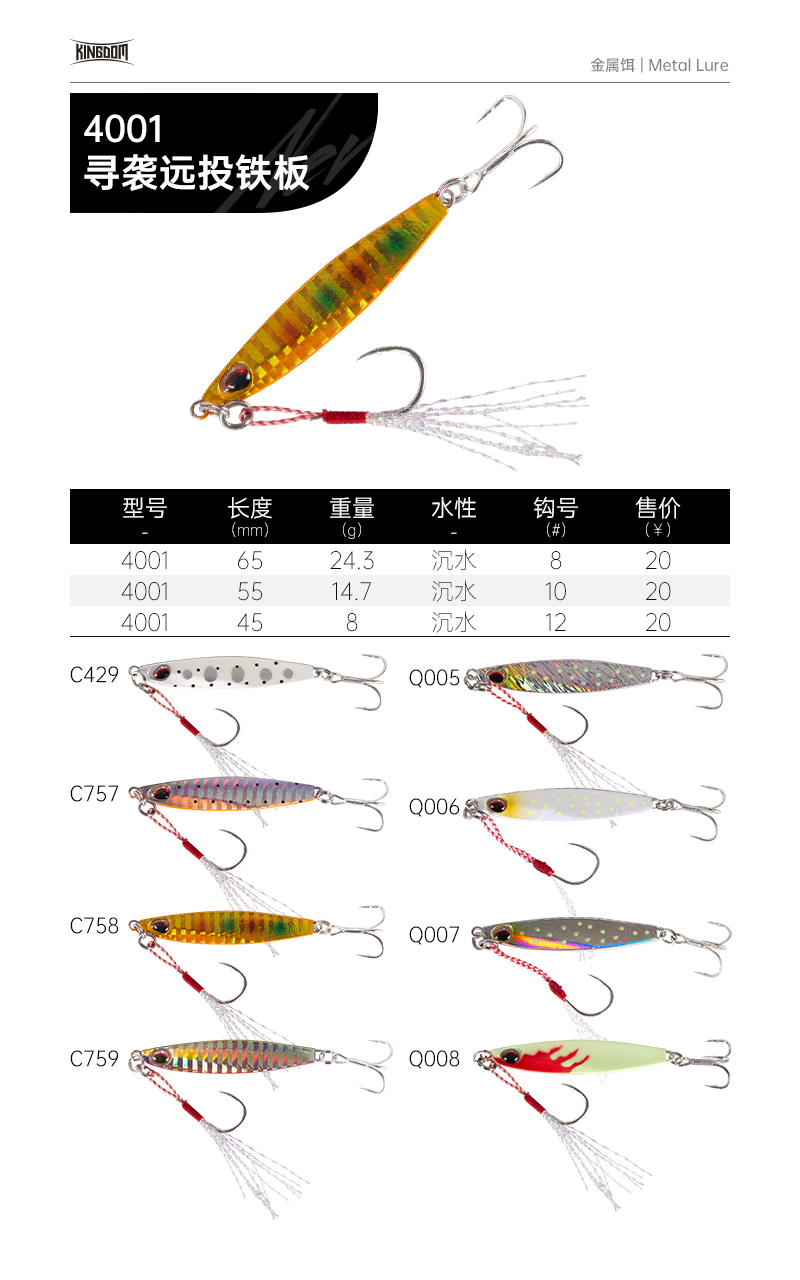 KINGDOM
金属饵 | Metal Lure
4001
寻袭远投铁板
型号 长度 重量 水性 钩号 售价
- (mm) (g) - (#) (￥)
4001 65 24.3 沉水 8 20
4001 55 14.7 沉水 10 20
4001 45 8 沉水 12 20
C429
Q005
C757
Q006
C758
Q007
C759
Q008